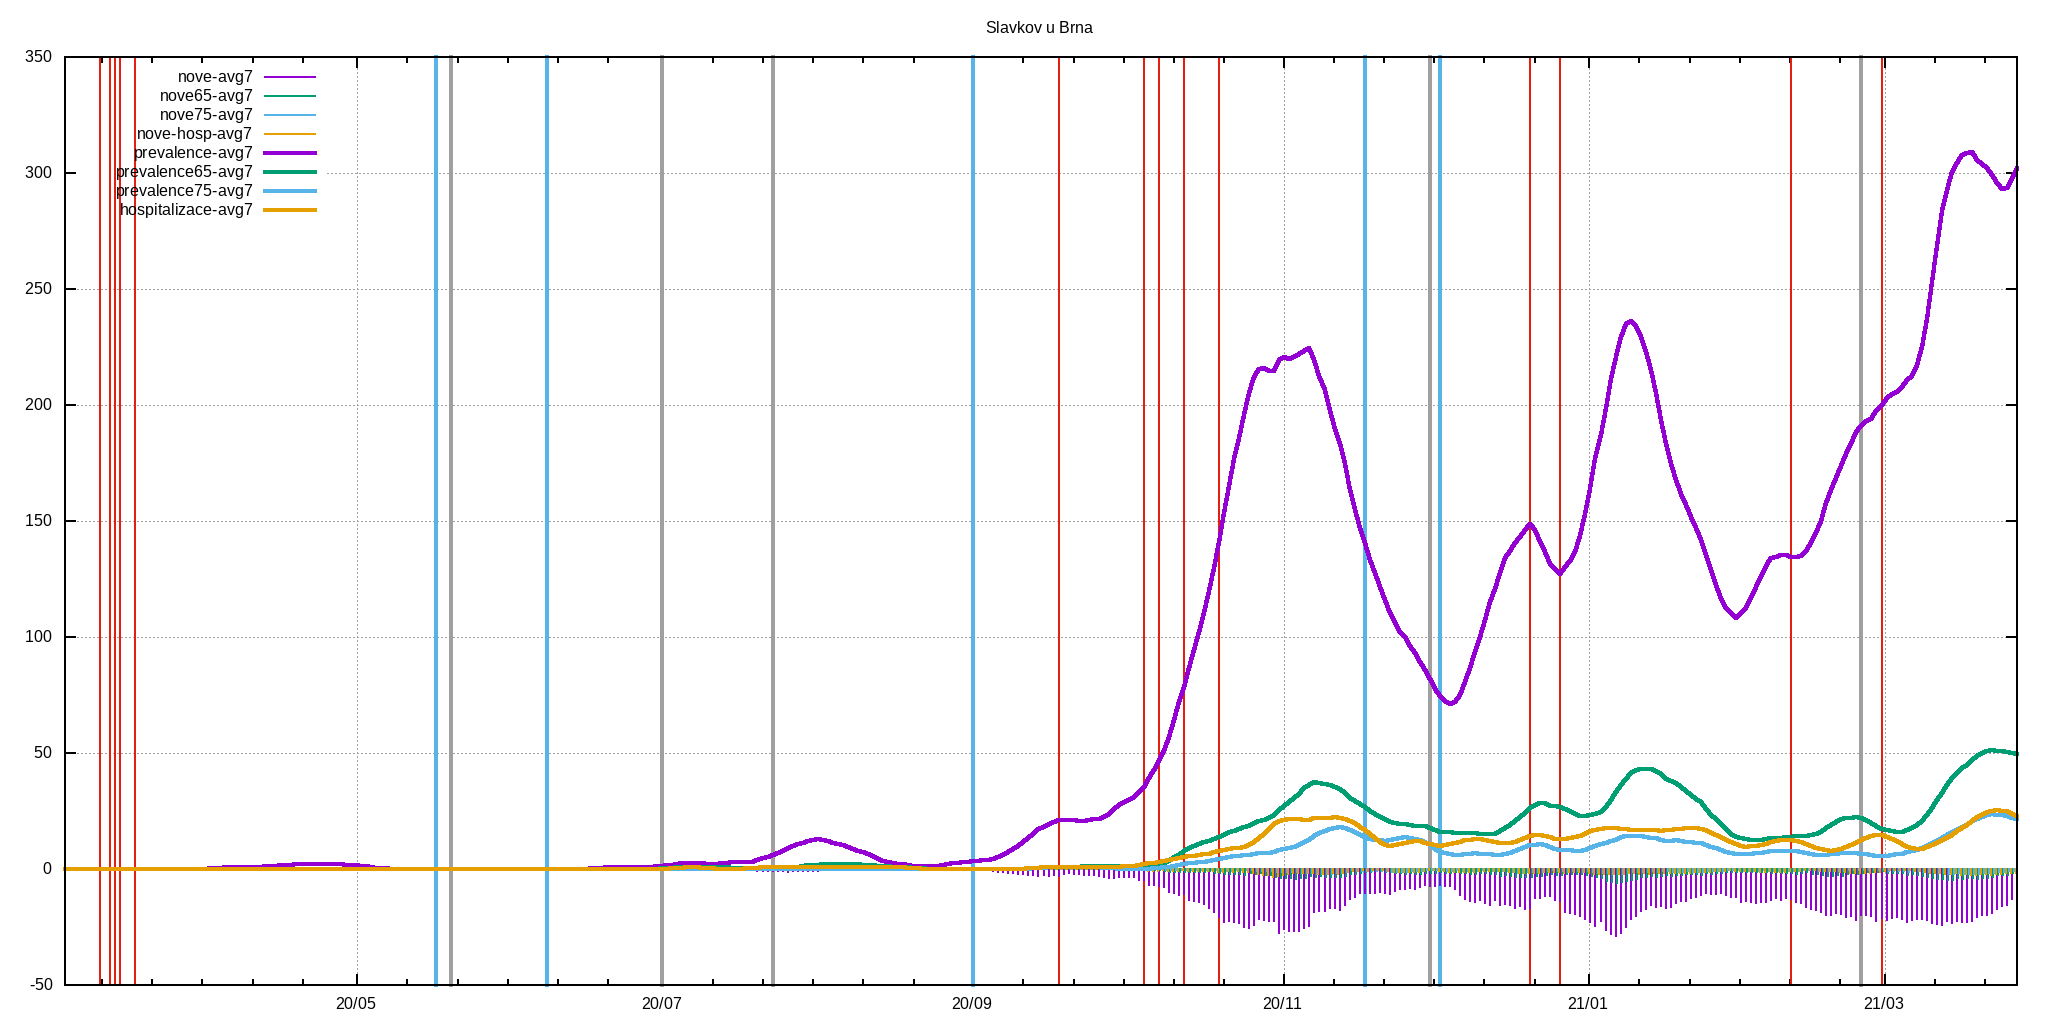 Slavkov u Brna
350
300
250
200
150
100
50
0
-50
nove-avg7
nove65-avg7
nove75-avg7
nove-hosp-avg7
prevalence-avg7
prevalence65-avg7
prevalence75-avg7
hospitalizace-avg7
20/05
20/07
20/09
20/11
21/01
21/03